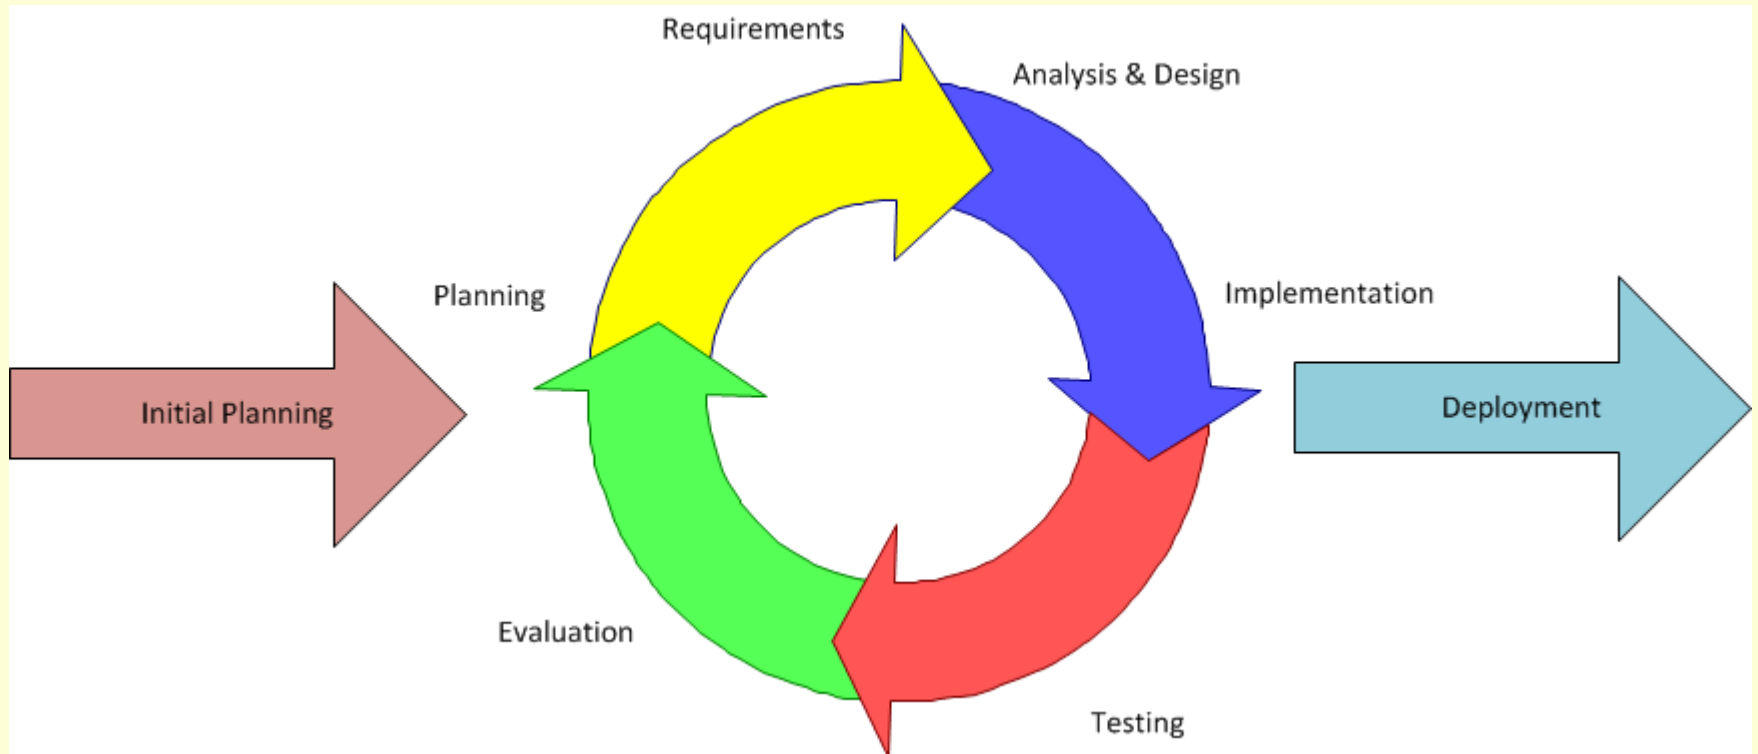 Requirements
Analysis & Design
Planning
Implementation
Initial Planning
Deployment
Evaluation
Testing